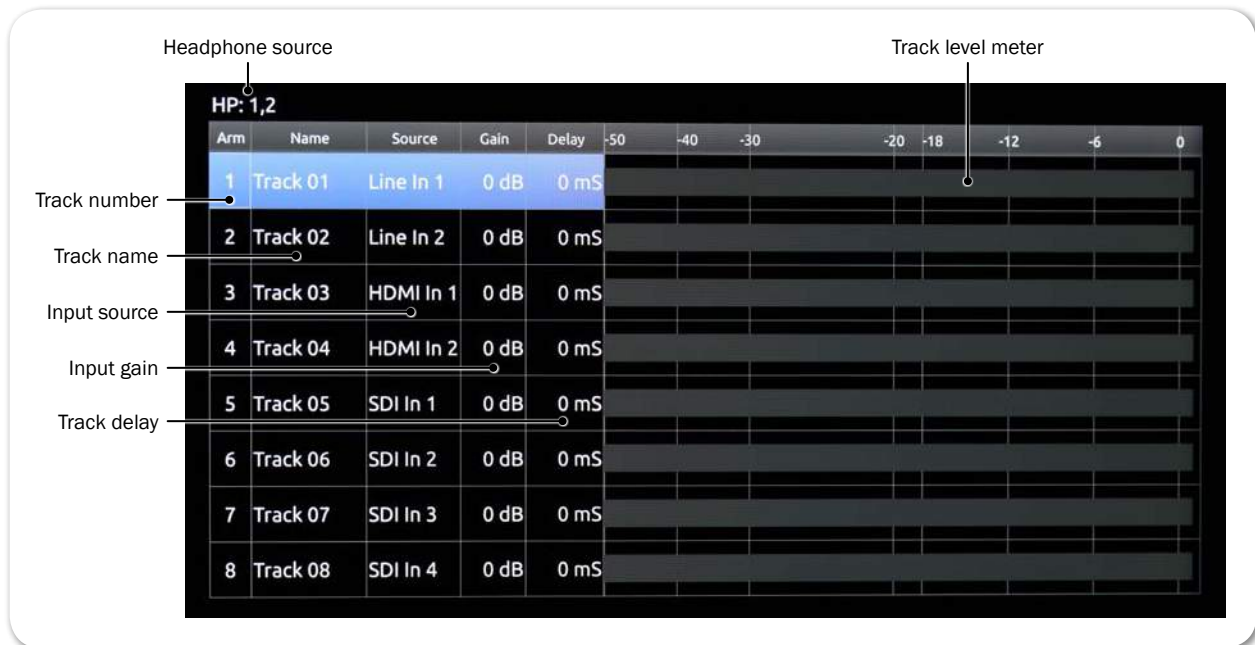 Headphone source Track level meter
HP: 1,2
Arm Name Source Gain Delay -50 -40 -30 -20 -18 -12 -6 0
1 Track 01 Line In 1 0 dB 0 mS
Track number
2 Track 02 Line In 2 0 dB 0 mS
Track name
3 Track 03 HDMI In 1 0 dB 0 mS
Input source
4 Track 04 HDMI In 2 0 dB 0 mS
Input gain
5 Track 05 SDI In 1 0 dB 0 mS
Track delay
6 Track 06 SDI In 2 0 dB 0 mS
7 Track 07 SDI In 3 0 dB 0 mS
8 Track 08 SDI In 4 0 dB 0 mS